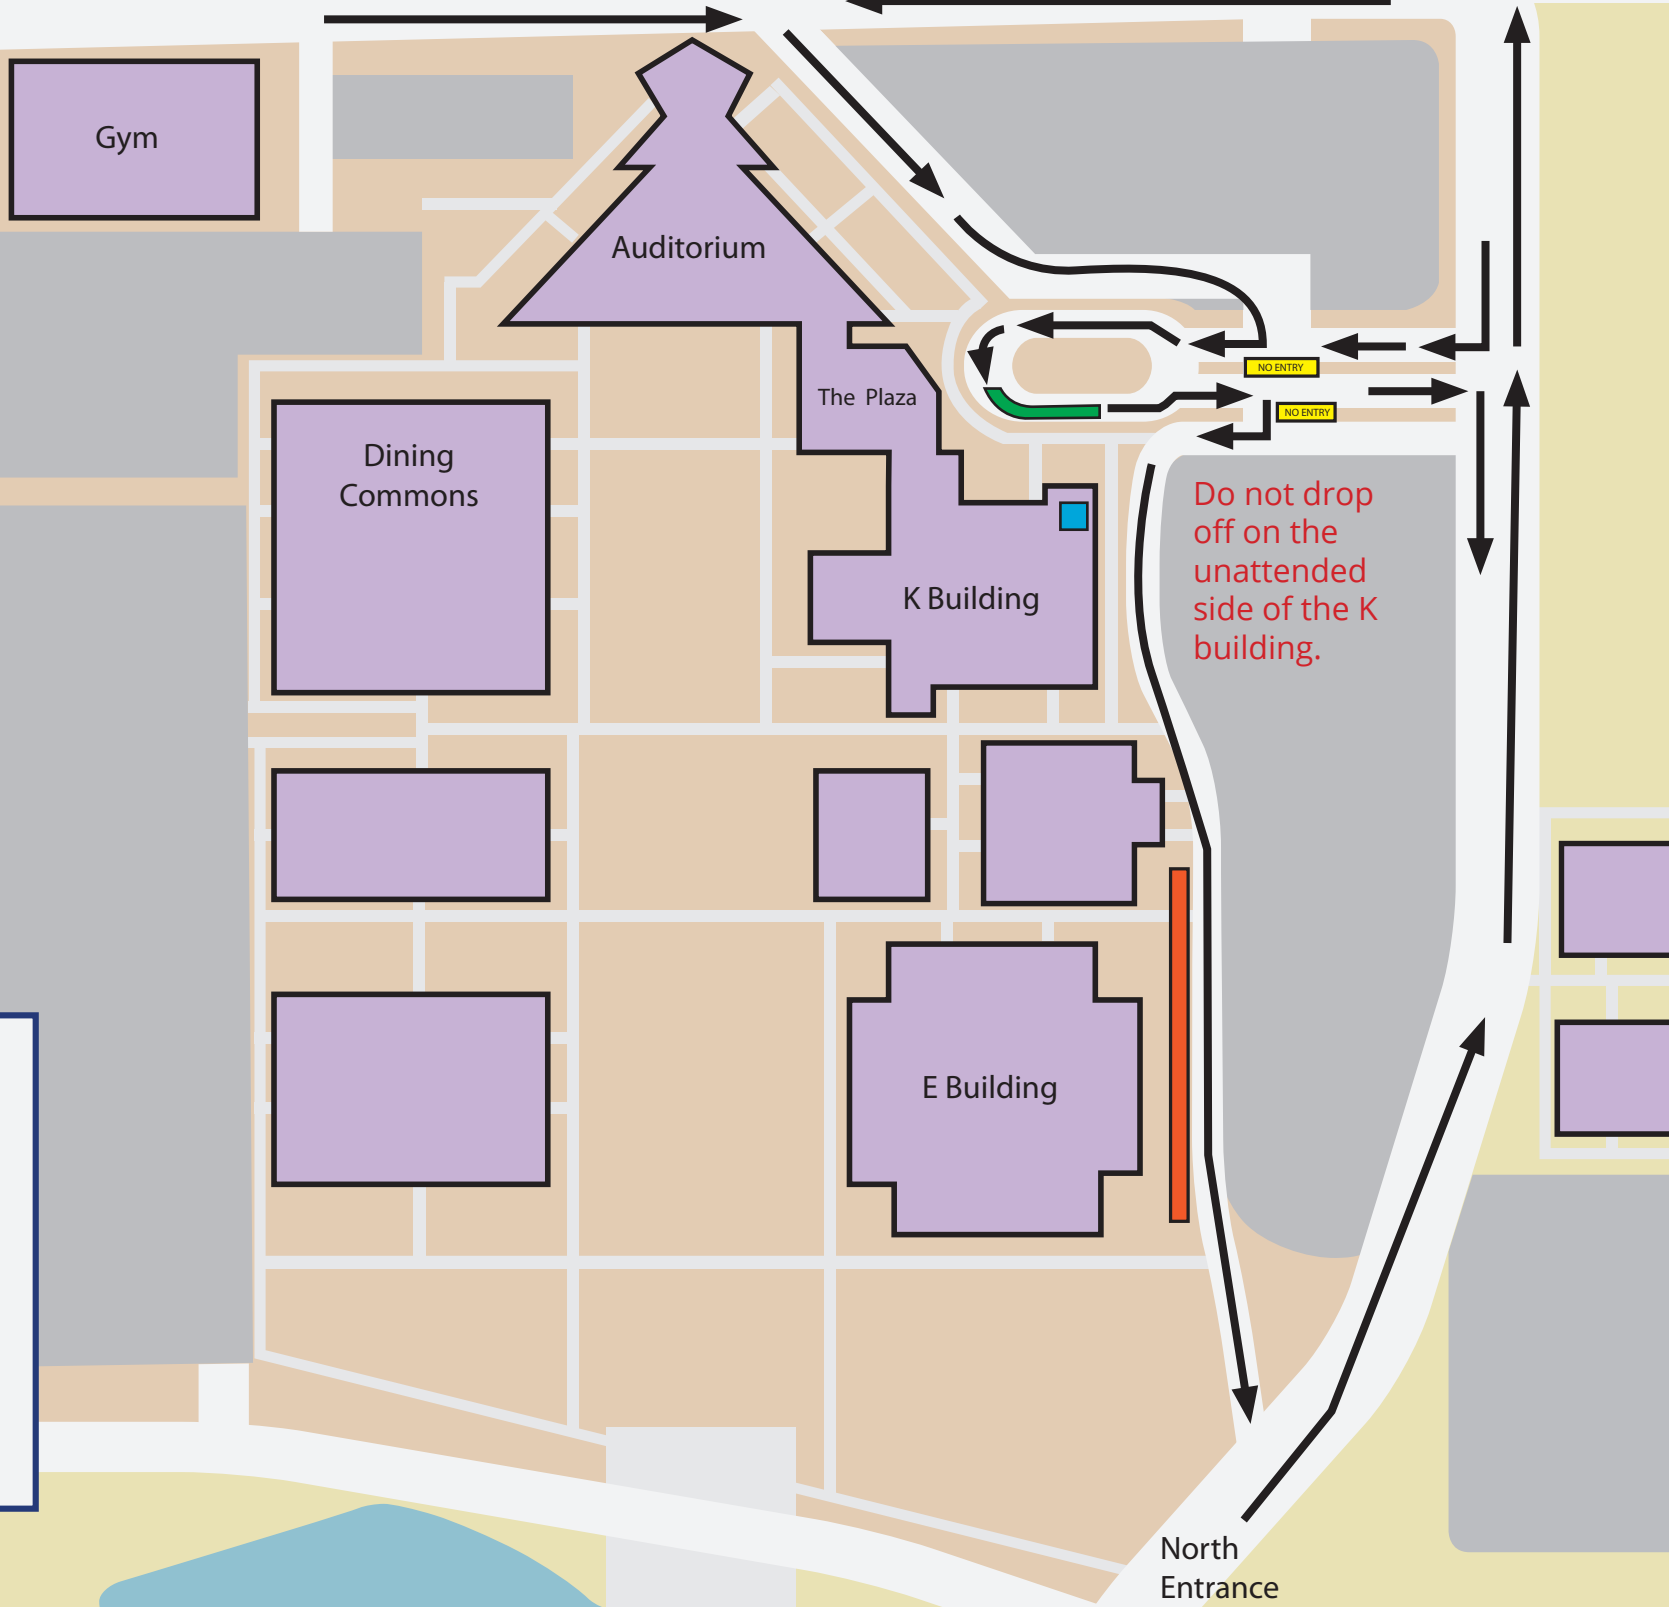 Gym
Auditorium
The Plaza
NO ENTRY
NO ENTRY
Dining
Commons
Do not drop
off on the
unattended
side of the K
building.
K Building
E Building
North
Entrance